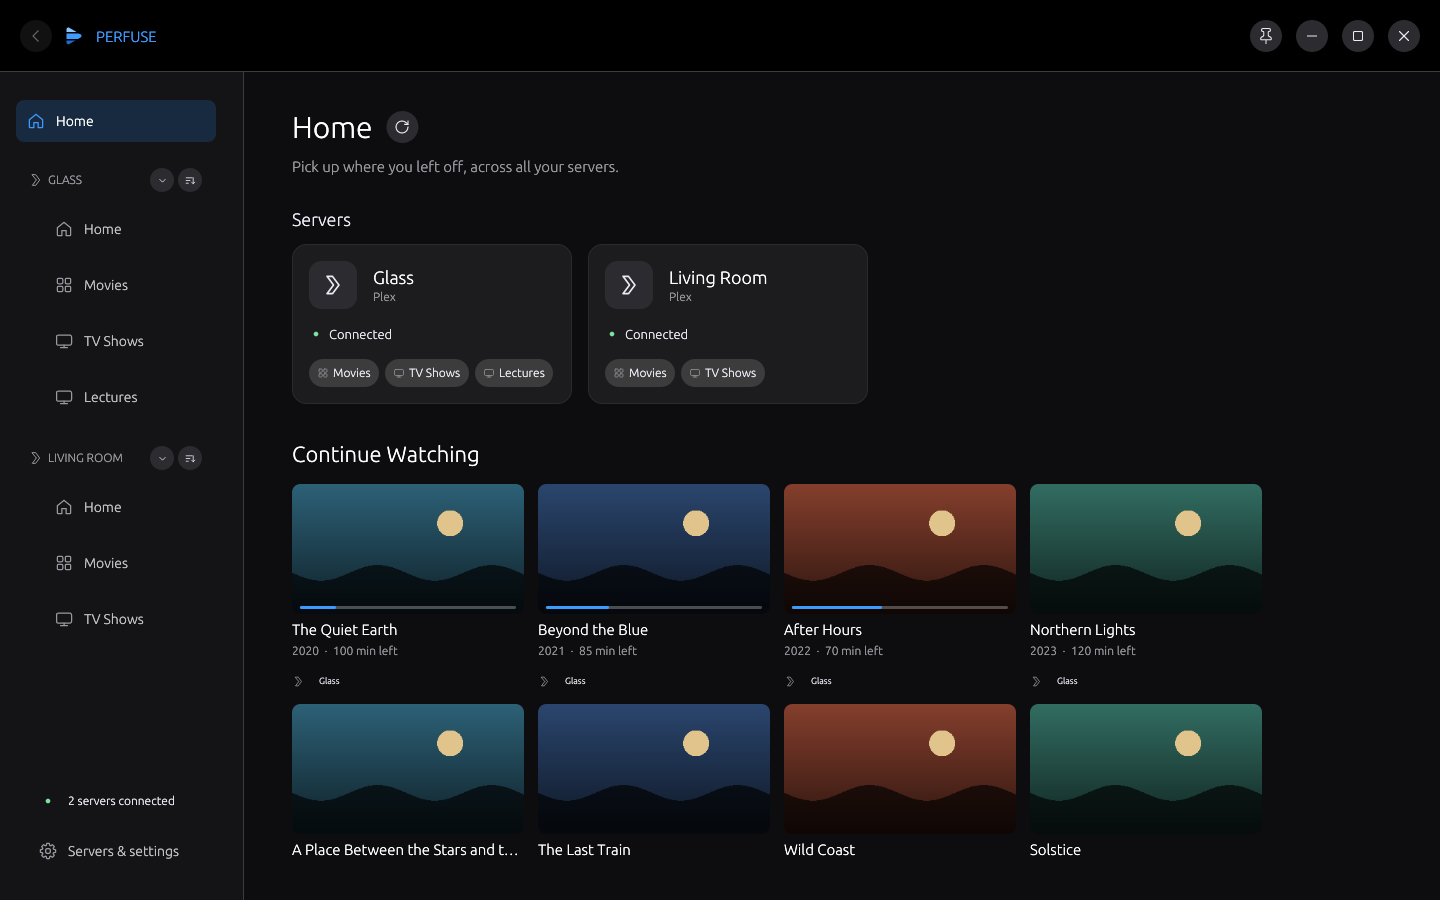 PERFUSE
Home
GLASS
Home
Movies
TV Shows
Lectures
LIVING ROOM
Home
Movies
TV Shows
2 servers connected
Servers & settings
Home
Pick up where you left off, across all your servers.
Servers
Glass
Plex
Connected
Movies TV Shows Lectures
Living Room
Plex
Connected
Movies TV Shows
Continue Watching
The Quiet Earth
2020 · 100 min left
Glass
Beyond the Blue
2021 · 85 min left
Glass
After Hours
2022 · 70 min left
Glass
Northern Lights
2023 · 120 min left
Glass
A Place Between the Stars and t...
The Last Train
Wild Coast
Solstice